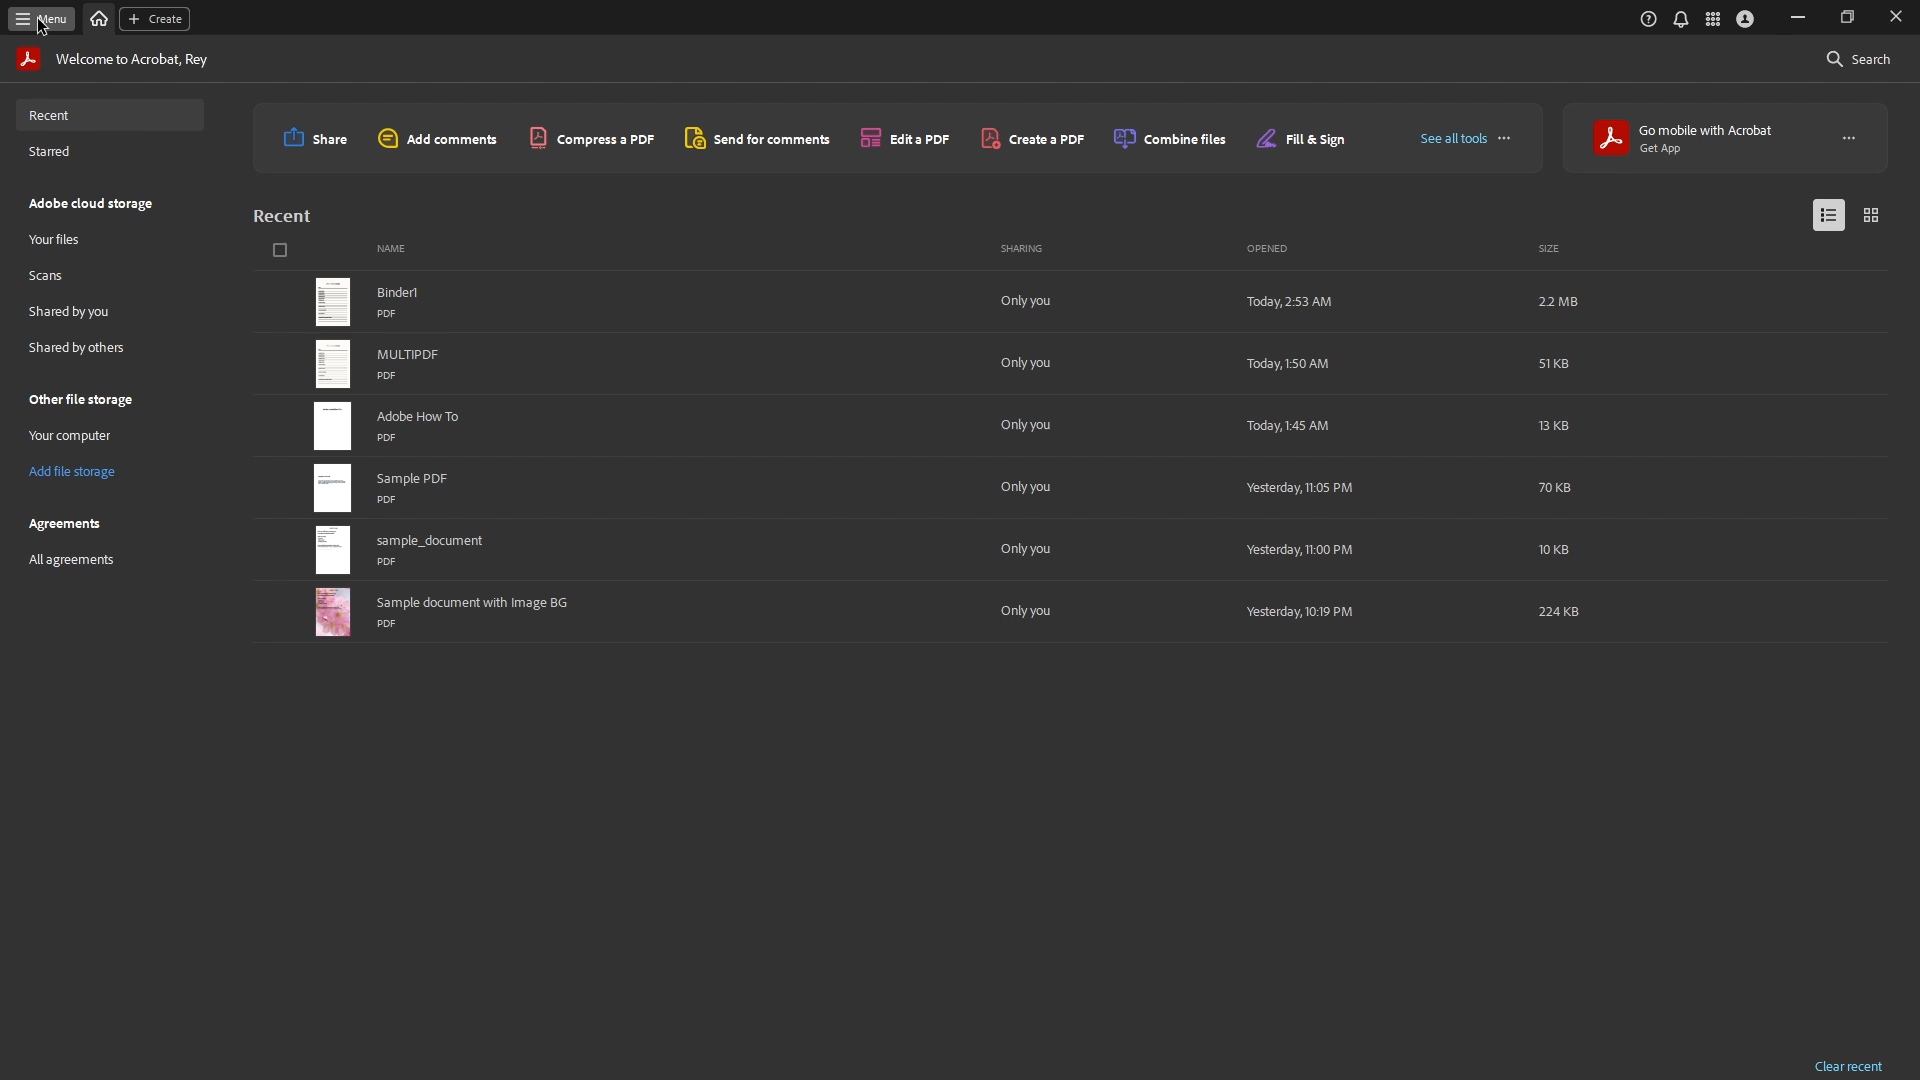 Menu
Create
Welcome to Acrobat, Rey
Search
Recent
Starred
Adobe cloud storage
Your files
Scans
Shared by you
Shared by others
Other file storage
Your computer
Add file storage
Agreements
All agreements
Share
Add comments
Compress a PDF
Send for comments
Edit a PDF
Create a PDF
Combine files
Fill & Sign
See all tools
Go mobile with Acrobat
Get App
Recent
NAME SHARING OPENED SIZE
Binder1
PDF
Only you
Today, 2:53 AM
2.2 MB
MULTIPDF
PDF
Only you
Today, 1:50 AM
51 KB
Adobe How To
PDF
Only you
Today, 1:45 AM
13 KB
Sample PDF
PDF
Only you
Yesterday, 11:05 PM
70 KB
sample_document
PDF
Only you
Yesterday, 11:00 PM
10 KB
Sample document with Image BG
PDF
Only you
Yesterday, 10:19 PM
224 KB
Clear recent